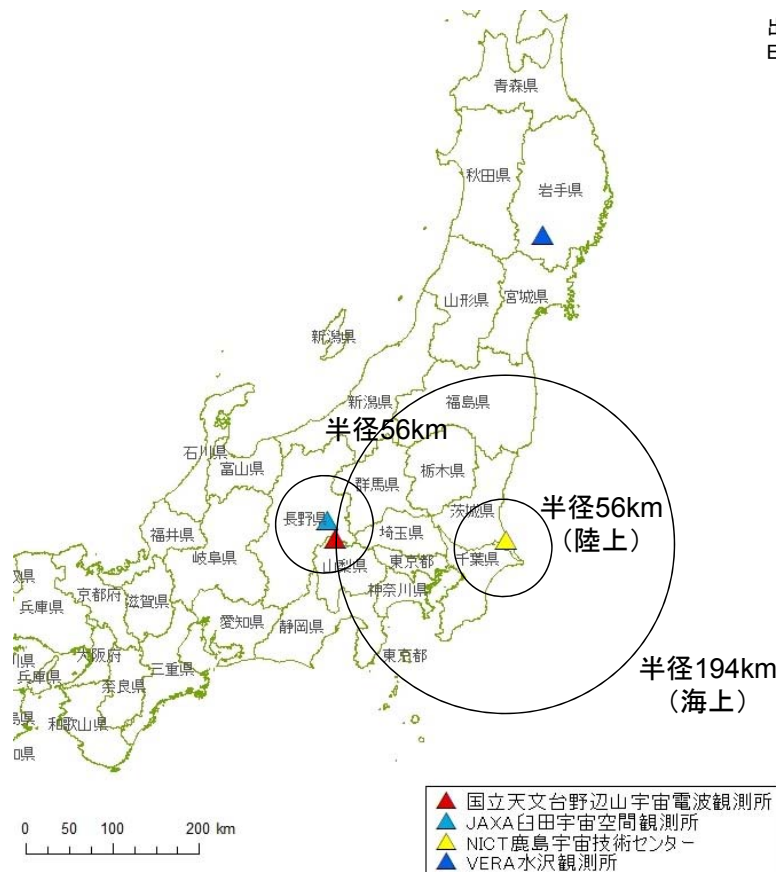 青森県
秋田県
岩手県
山形県
宮城県
新潟県
新潟県
福島県
半径56km
石川県
富山県
栃木県
群馬県
長野県
茨城県
半径56km
（陸上）
福井県
岐阜県
埼玉県
山梨県
東京都
千葉県
神奈川県
京都府
滋賀県
兵庫県
愛知県
静岡県
大阪府
三重県
東京都
兵庫県
奈良県
和歌山県
半径194km
（海上）
0 50 100 200 km
国立天文台野辺山宇宙電波観測所
JAXA臼田宇宙空間観測所
NICT鹿島宇宙技術センター
VERA水沢観測所